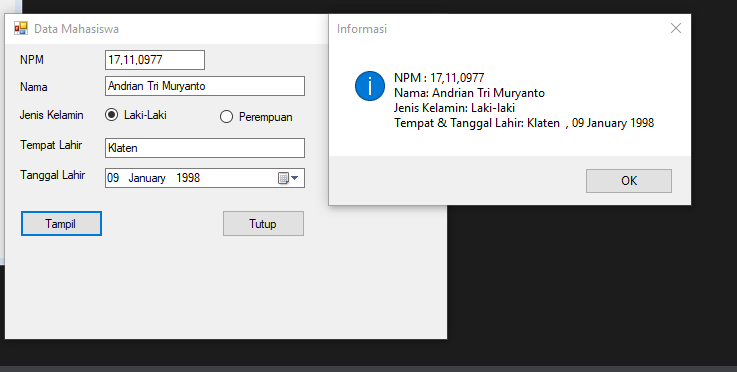 Data Mahasiswa
NPM
17,11,0977
Nama
Andrian Tri Muryanto
Jenis Kelamin
Laki-Laki
Perempuan
Tempat Lahir
Klaten
Tanggal Lahir
09 January 1998
Tampil
Tutup
Informasi
NPM : 17,11,0977
Nama: Andrian Tri Muryanto
Jenis Kelamin: Laki-laki
Tempat & Tanggal Lahir: Klaten , 09 January 1998
OK